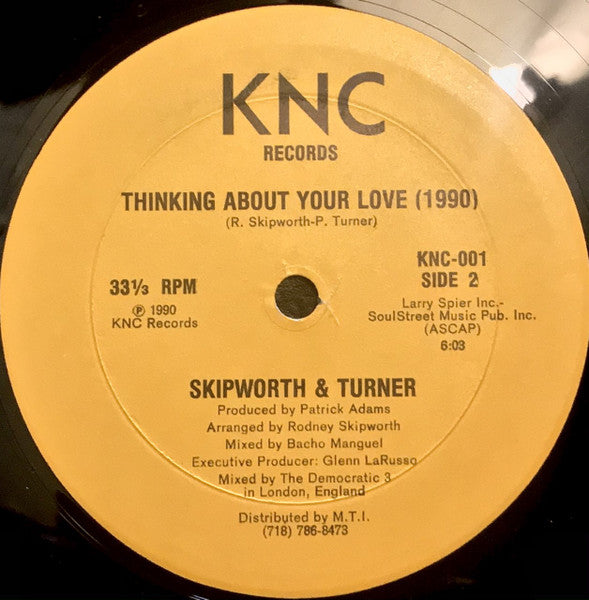 KNC
RECORDS
THINKING ABOUT YOUR LOVE (1990)
(R. Skipworth-P. Turner)
KNC-001
SIDE 2
33⅓ RPM
℗ 1990
KNC Records
Larry Spier Inc.-
SoulStreet Music Pub. Inc.
(ASCAP)
6:03
SKIPWORTH & TURNER
Produced by Patrick Adams
Arranged by Rodney Skipworth
Mixed by Bacho Manguel
Executive Producer: Glenn LaRusso
Mixed by The Democratic 3
in London, England
Distributed by M.T.I.
(718) 786-8473